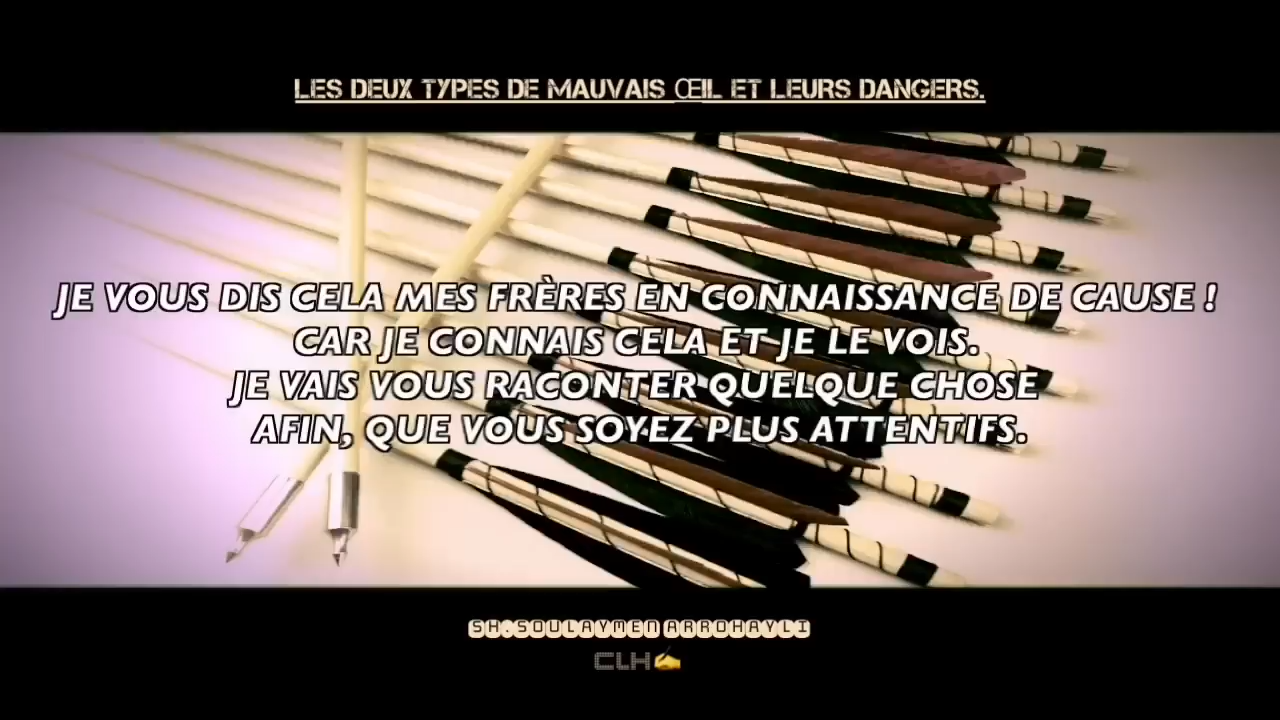 LES DEUX TYPES DE MAUVAIS ŒIL ET LEURS DANGERS.
JE VOUS DIS CELA MES FRÈRES EN CONNAISSANCE DE CAUSE !
CAR JE CONNAIS CELA ET JE LE VOIS.
JE VAIS VOUS RACONTER QUELQUE CHOSE
AFIN, QUE VOUS SOYEZ PLUS ATTENTIFS.
SH.SOULAYMEN ARROHAYLI
CLH✍️